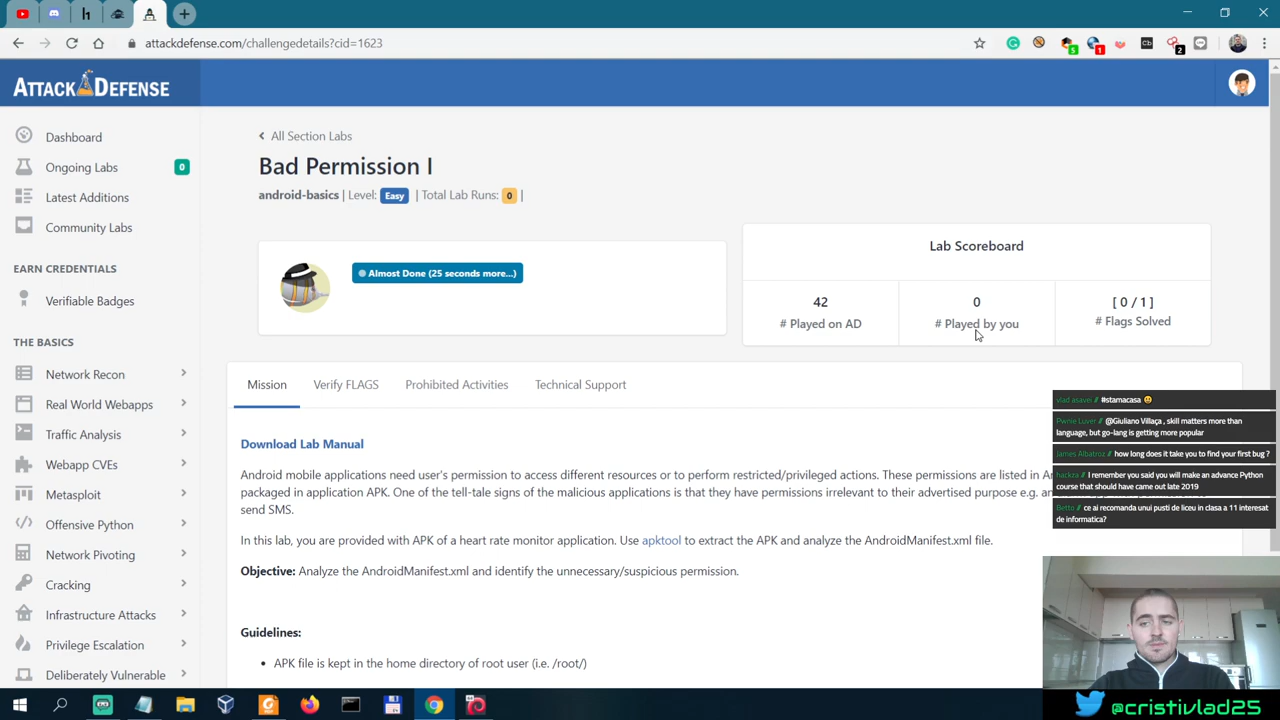 attackdefense.com/challengedetails?cid=1623
5
1
2
ATTACKDEFENSE
Dashboard
Ongoing Labs 0
Latest Additions
Community Labs
EARN CREDENTIALS
Verifiable Badges
THE BASICS
Network Recon
Real World Webapps
Traffic Analysis
Webapp CVEs
Metasploit
Offensive Python
Network Pivoting
Cracking
Infrastructure Attacks
Privilege Escalation
Deliberately Vulnerable
All Section Labs
Bad Permission I
android-basics | Level: Easy | Total Lab Runs: 0 |
Almost Done (25 seconds more...)
Lab Scoreboard
42
# Played on AD
0
# Played by you
[ 0 / 1 ]
# Flags Solved
Mission Verify FLAGS Prohibited Activities Technical Support
Download Lab Manual
Android mobile applications need user's permission to access different resources or to perform restricted/privileged actions. These permissions are listed in
packaged in application APK. One of the tell-tale signs of the malicious applications is that they have permissions irrelevant to their advertised purpose e.g.
send SMS.
In this lab, you are provided with APK of a heart rate monitor application. Use apktool to extract the APK and analyze the AndroidManifest.xml file.
Objective: Analyze the AndroidManifest.xml and identify the unnecessary/suspicious permission.
Guidelines:
• APK file is kept in the home directory of root user (i.e. /root/)
vlad asavei // #stamacasa
Pwnie Luver // @Giuliano Villaça , skill matters more than
language, but go-lang is getting more popular
James Albatroz // how long does it take you to find your first bug ?
hackzx // I remember you said you will make an advance Python
course that should have came out late 2019
Betto // ce ai recomanda unui pusti de liceu in clasa a 11 interesat
de informatica?
@cristivlad25